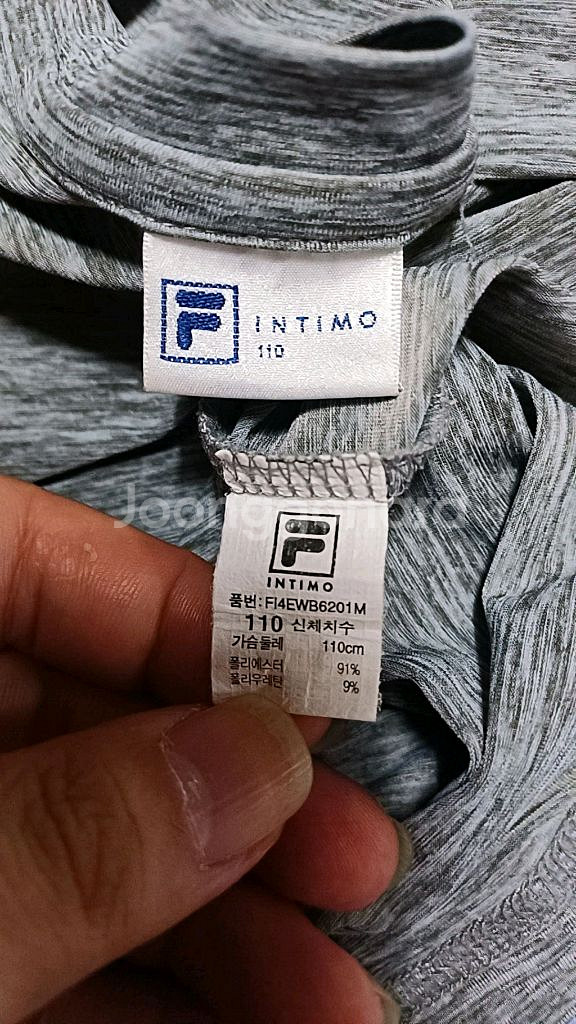 F
INTIMO
110
F
INTIMO
품번:FI4EWB6201M
110 신체치수
가슴둘레 110cm
폴리에스터 91%
폴리우레탄 9%